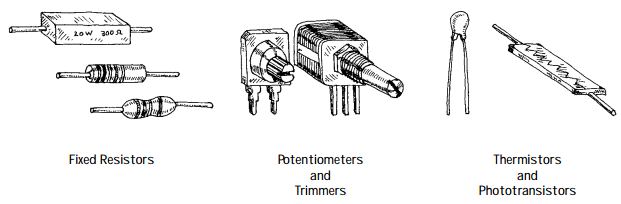 20W 300Ω
Fixed Resistors
Potentiometers
and
Trimmers
Thermistors
and
Phototransistors